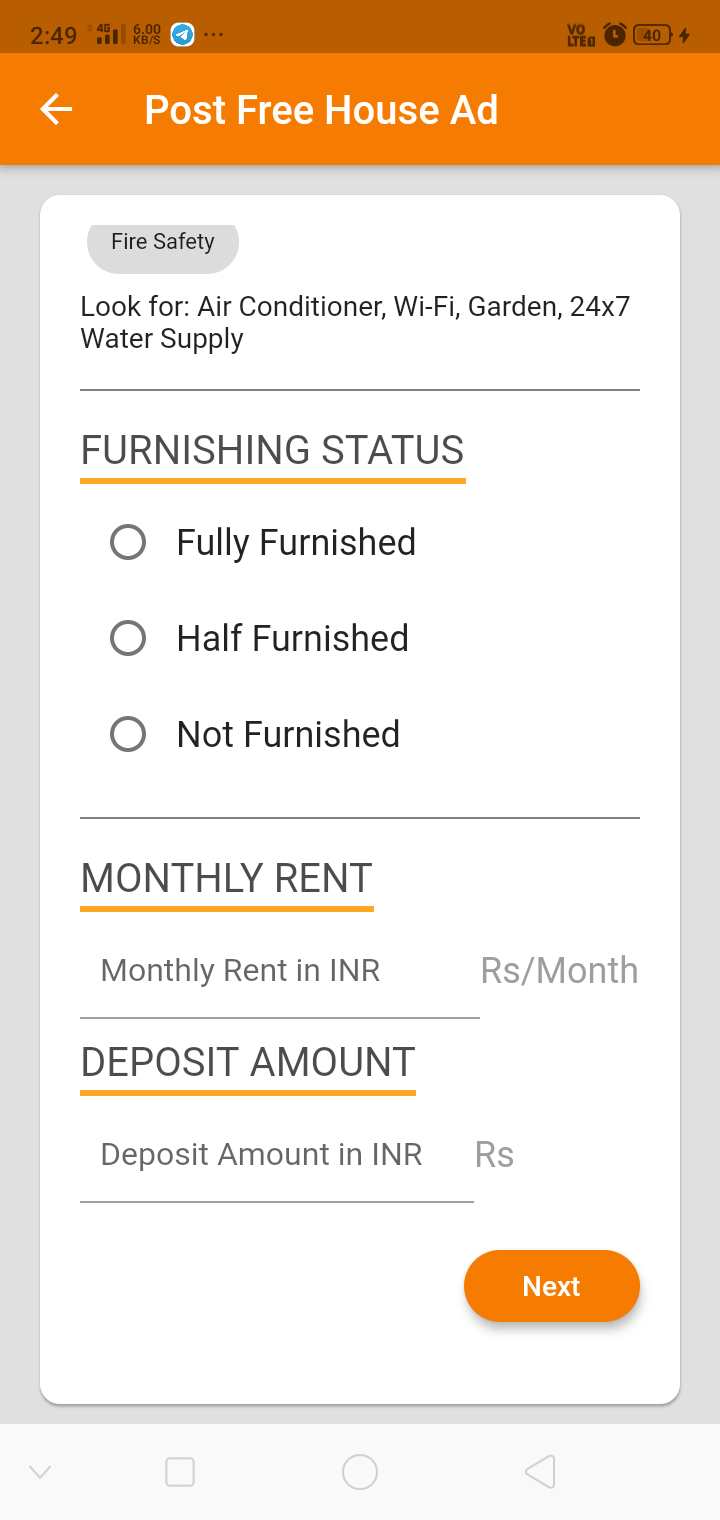 2:49 4G 6.00 KB/S ... VO LTE1 40
Post Free House Ad
Fire Safety
Look for: Air Conditioner, Wi-Fi, Garden, 24x7
Water Supply
FURNISHING STATUS
Fully Furnished
Half Furnished
Not Furnished
MONTHLY RENT
Monthly Rent in INR Rs/Month
DEPOSIT AMOUNT
Deposit Amount in INR Rs
Next